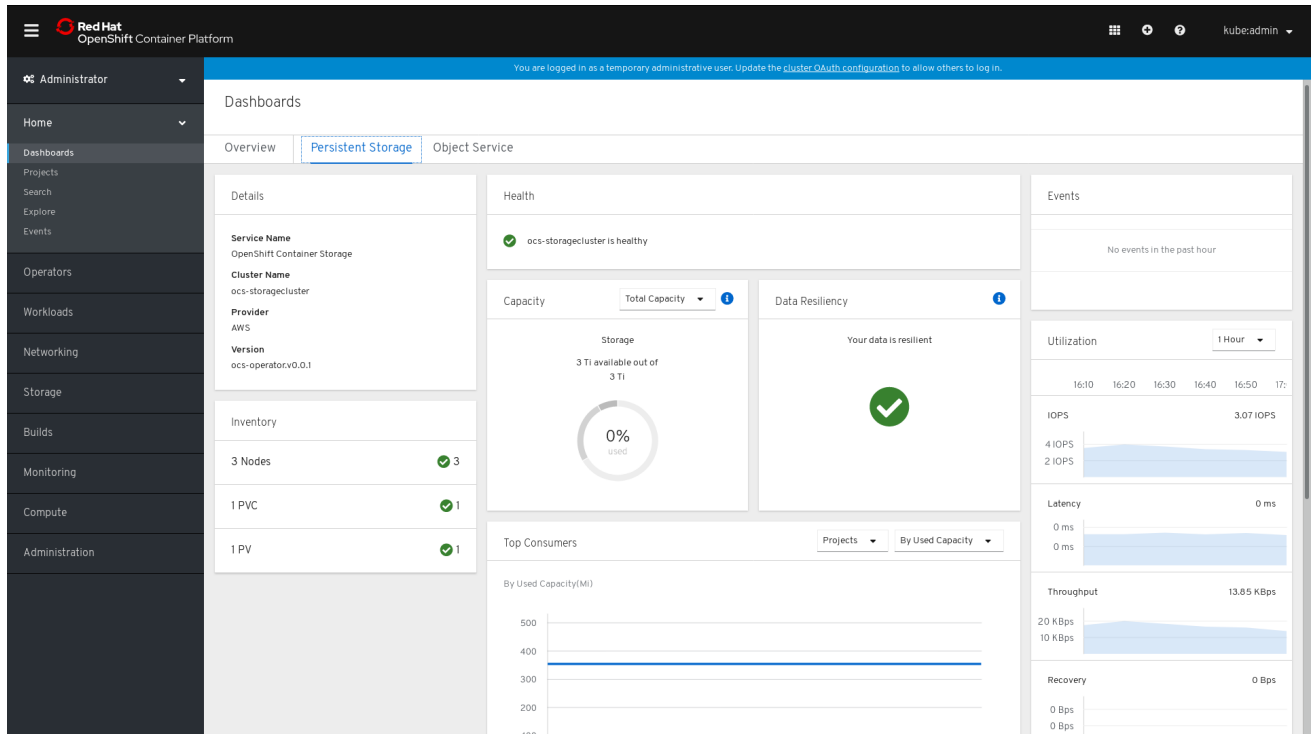 Red Hat
OpenShift Container Platform
kube:admin
Administrator
You are logged in as a temporary administrative user. Update the cluster OAuth configuration to allow others to log in.
Home
Dashboards
Projects
Search
Explore
Events
Operators
Workloads
Networking
Storage
Builds
Monitoring
Compute
Administration
Dashboards
Overview
Persistent Storage
Object Service
Details
Service Name
OpenShift Container Storage
Cluster Name
ocs-storagecluster
Provider
AWS
Version
ocs-operator.v0.0.1
Inventory
3 Nodes
3
1 PVC
1
1 PV
1
Health
ocs-storagecluster is healthy
Capacity
Total Capacity
Storage
3 Ti available out of
3 Ti
0%
used
Data Resiliency
Your data is resilient
Top Consumers
Projects
By Used Capacity
By Used Capacity(Mi)
500
400
300
200
Events
No events in the past hour
Utilization
1 Hour
16:10 16:20 16:30 16:40 16:50 17:
IOPS
3.07 IOPS
4 IOPS
2 IOPS
Latency
0 ms
0 ms
0 ms
Throughput
13.85 KBps
20 KBps
10 KBps
Recovery
0 Bps
0 Bps
0 Bps